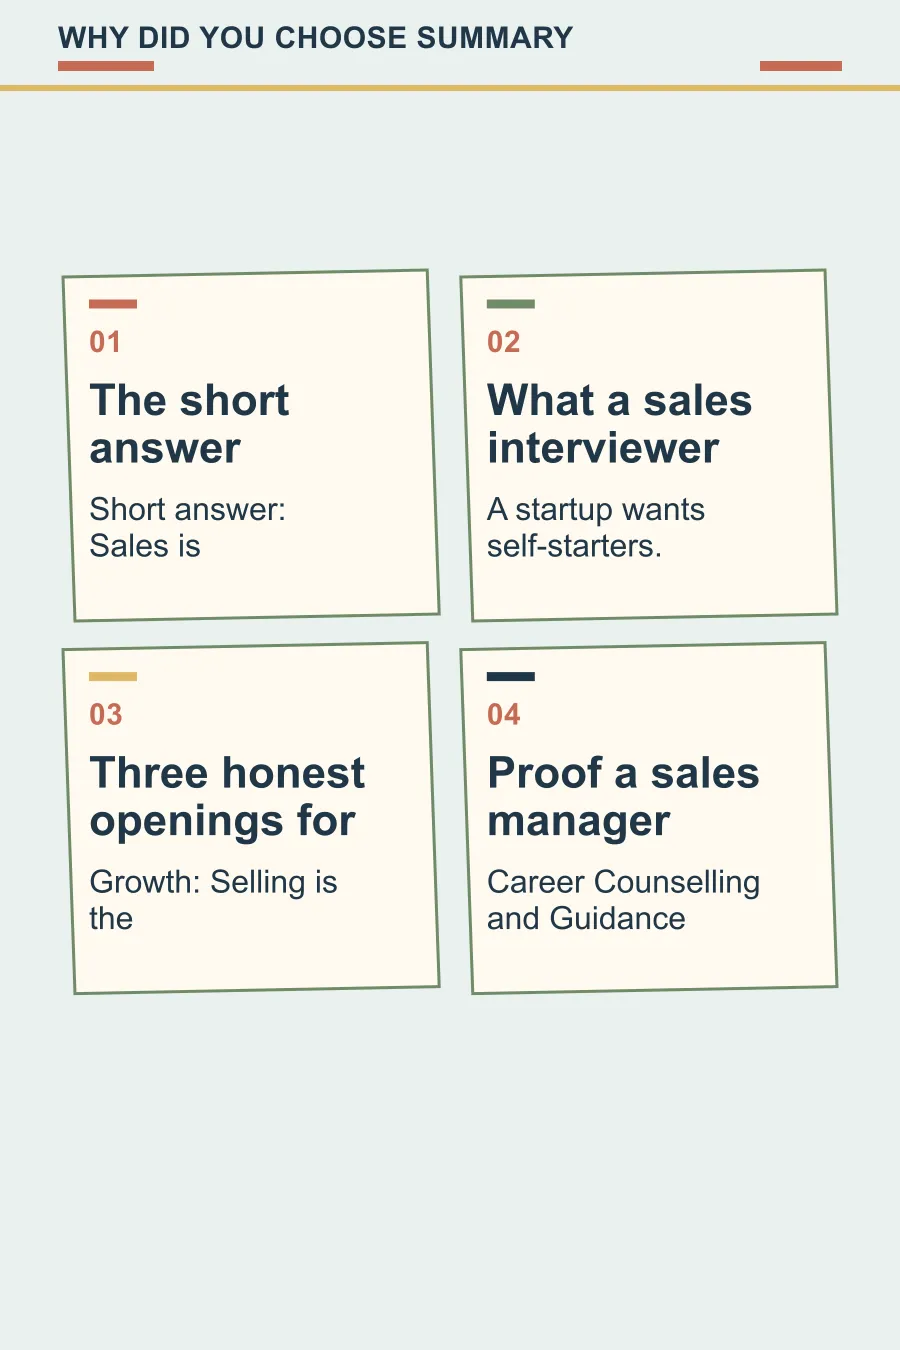 WHY DID YOU CHOOSE SUMMARY
01
The short
answer
Short answer:
Sales is
02
What a sales
interviewer
A startup wants
self-starters.
03
Three honest
openings for
Growth: Selling is
the
04
Proof a sales
manager
Career Counselling
and Guidance